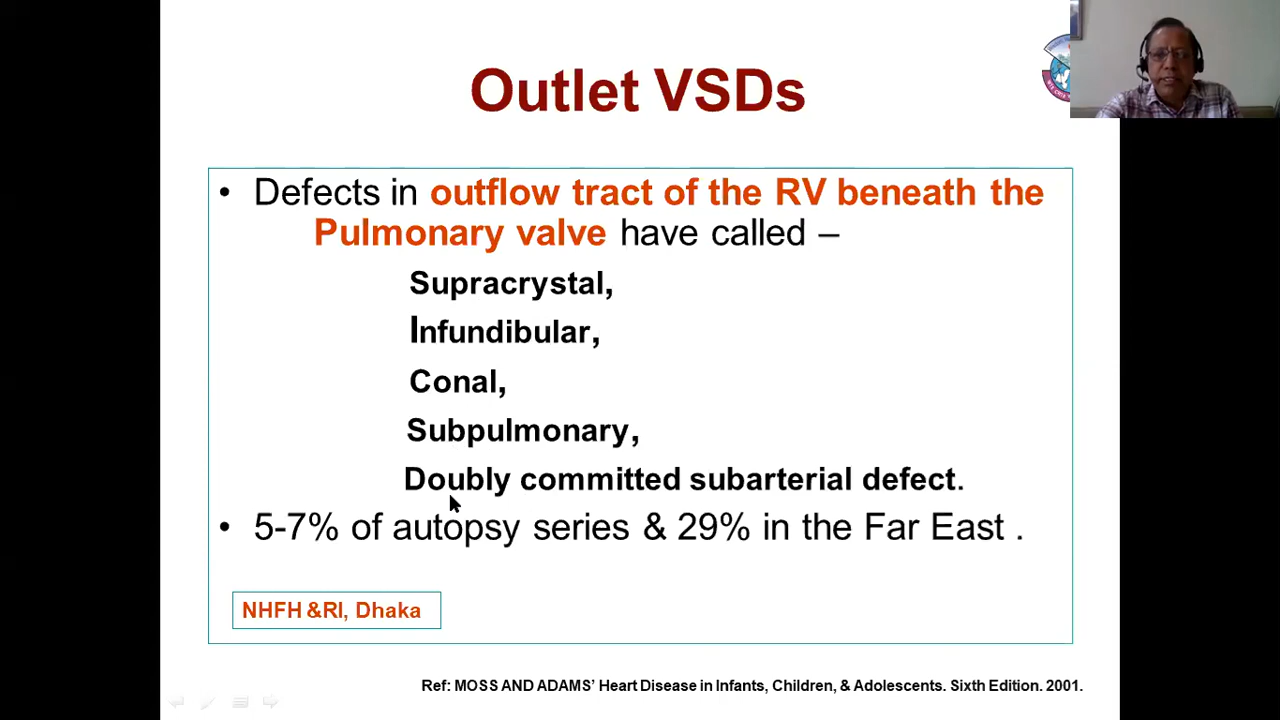 Outlet VSDs
• Defects in outflow tract of the RV beneath the
Pulmonary valve have called –
Supracrystal,
Infundibular,
Conal,
Subpulmonary,
Doubly committed subarterial defect.
• 5-7% of autopsy series & 29% in the Far East .
NHFH &RI, Dhaka
Ref: MOSS AND ADAMS’ Heart Disease in Infants, Children, & Adolescents. Sixth Edition. 2001.